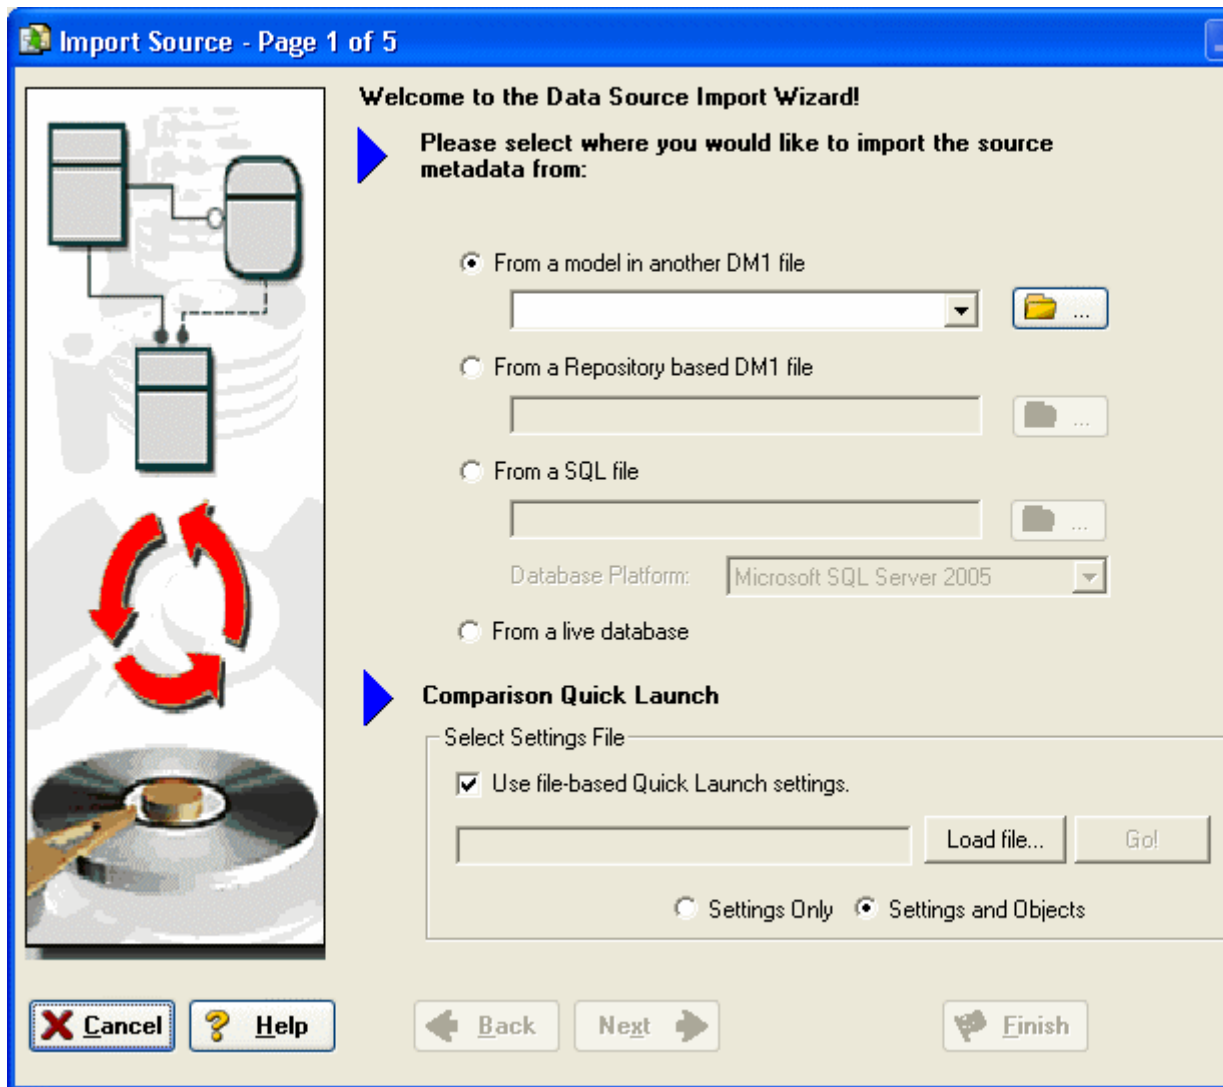 Import Source - Page 1 of 5
Welcome to the Data Source Import Wizard!
Please select where you would like to import the source
metadata from:
From a model in another DM1 file
...
From a Repository based DM1 file
...
From a SQL file
...
Database Platform: Microsoft SQL Server 2005
From a live database
Comparison Quick Launch
Select Settings File
Use file-based Quick Launch settings.
Load file... Go!
Settings Only Settings and Objects
Cancel Help Back Next Finish